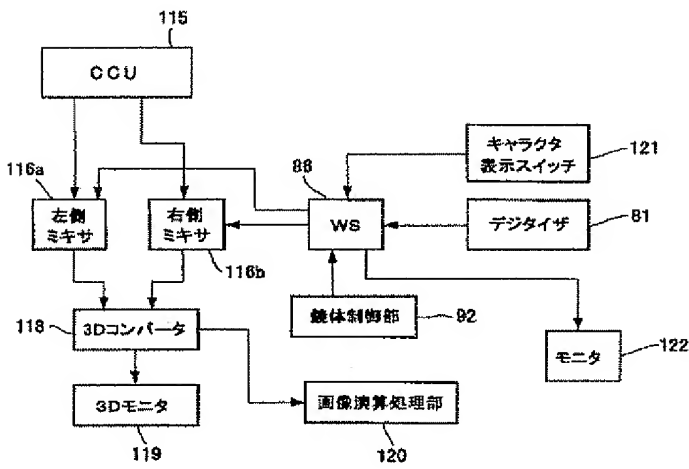 115
CCU
116a
左側
ミキサ
右側
ミキサ
116b
88
WS
キャラクタ
表示スイッチ
121
デジタイザ
81
鏡体制御部
92
118
3Dコンバータ
3Dモニタ
119
画像演算処理部
120
モニタ
122